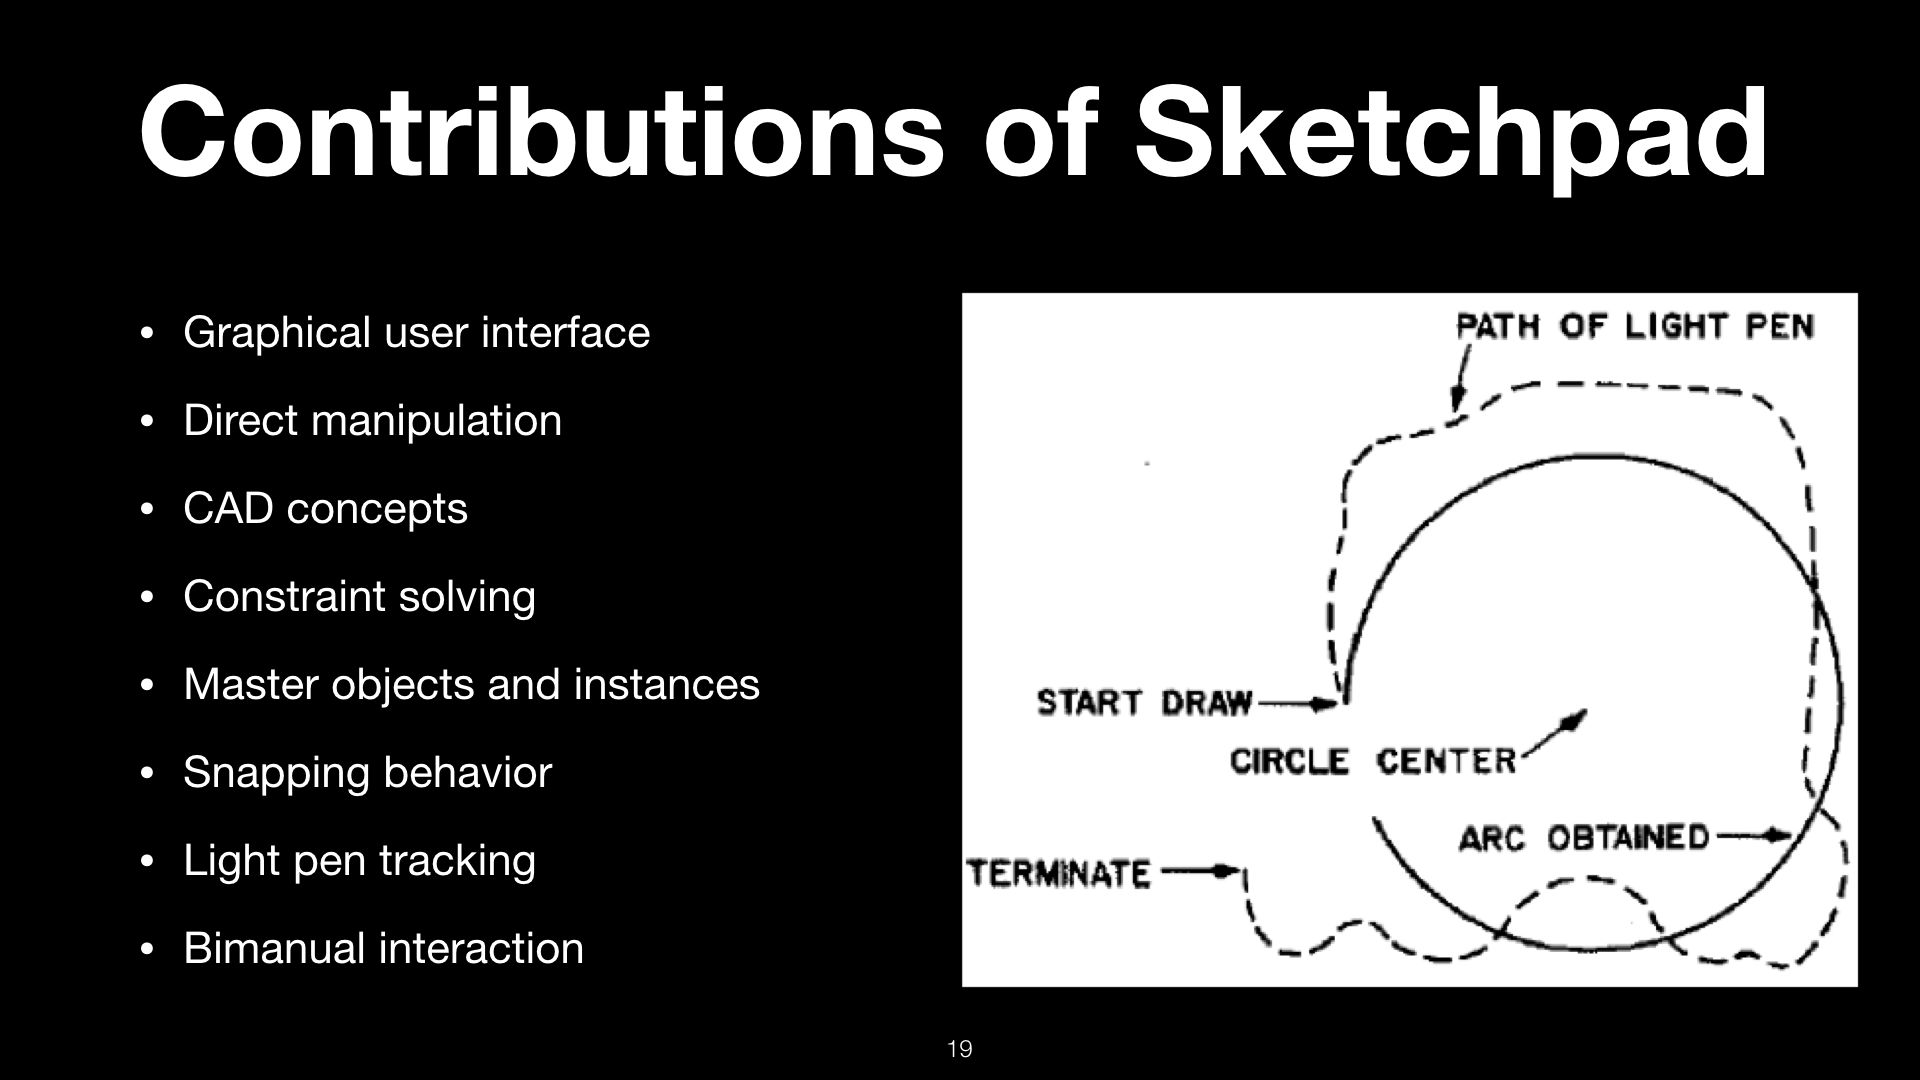 Contributions of Sketchpad
• Graphical user interface
• Direct manipulation
• CAD concepts
• Constraint solving
• Master objects and instances
• Snapping behavior
• Light pen tracking
• Bimanual interaction
PATH OF LIGHT PEN
START DRAW
CIRCLE CENTER
ARC OBTAINED
TERMINATE
19